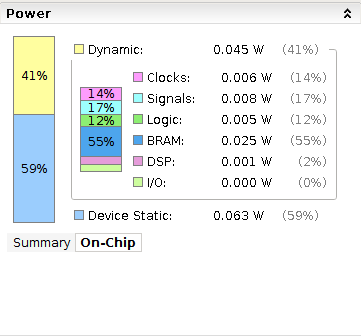 Power
Dynamic: 0.045 W (41%)
41%
Clocks: 0.006 W (14%)
14%
Signals: 0.008 W (17%)
17%
Logic: 0.005 W (12%)
12%
BRAM: 0.025 W (55%)
55%
DSP: 0.001 W (2%)
59%
I/O: 0.000 W (0%)
Device Static: 0.063 W (59%)
Summary On-Chip